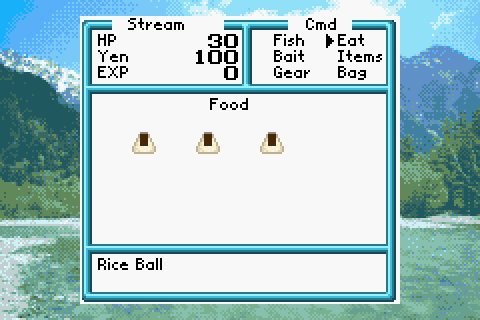 Stream
HP 30
Yen 100
EXP 0
Cmd
Fish Eat
Bait Items
Gear Bag
Food
Rice Ball